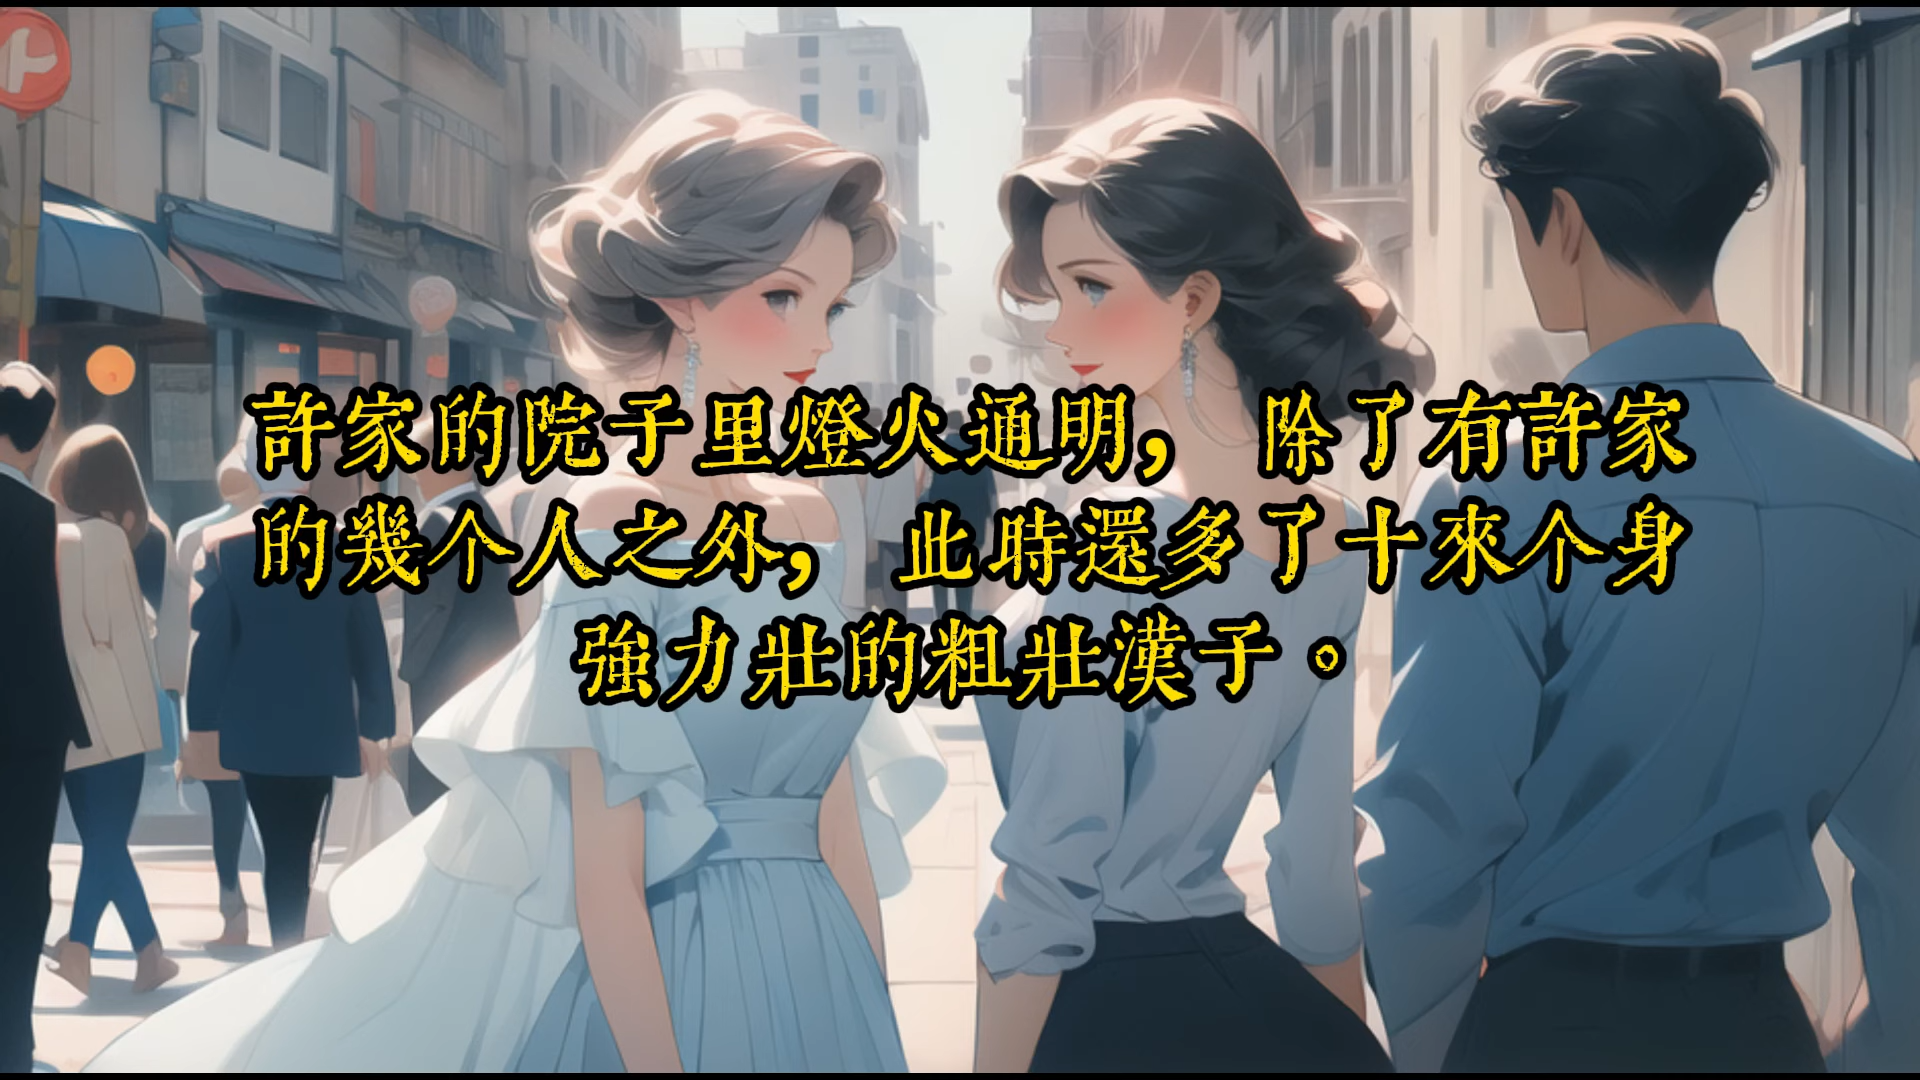 許家的院子里燈火通明, 除了有許家
的幾个人之外, 此時還多了十來个身
強力壯的粗壯漢子。